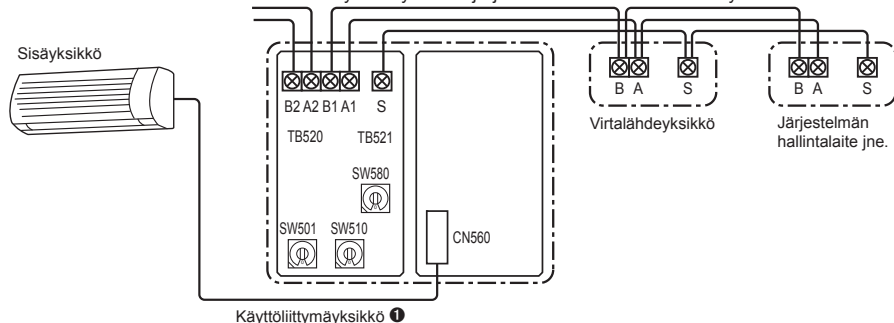 Sisäyksikkö
B2 A2 B1 A1 S
TB520 TB521
SW580
SW501 SW510
CN560
B A S
Virtalähdeyksikkö
B A S
Järjestelmän
hallintalaite jne.
Käyttöliittymäyksikkö ❶